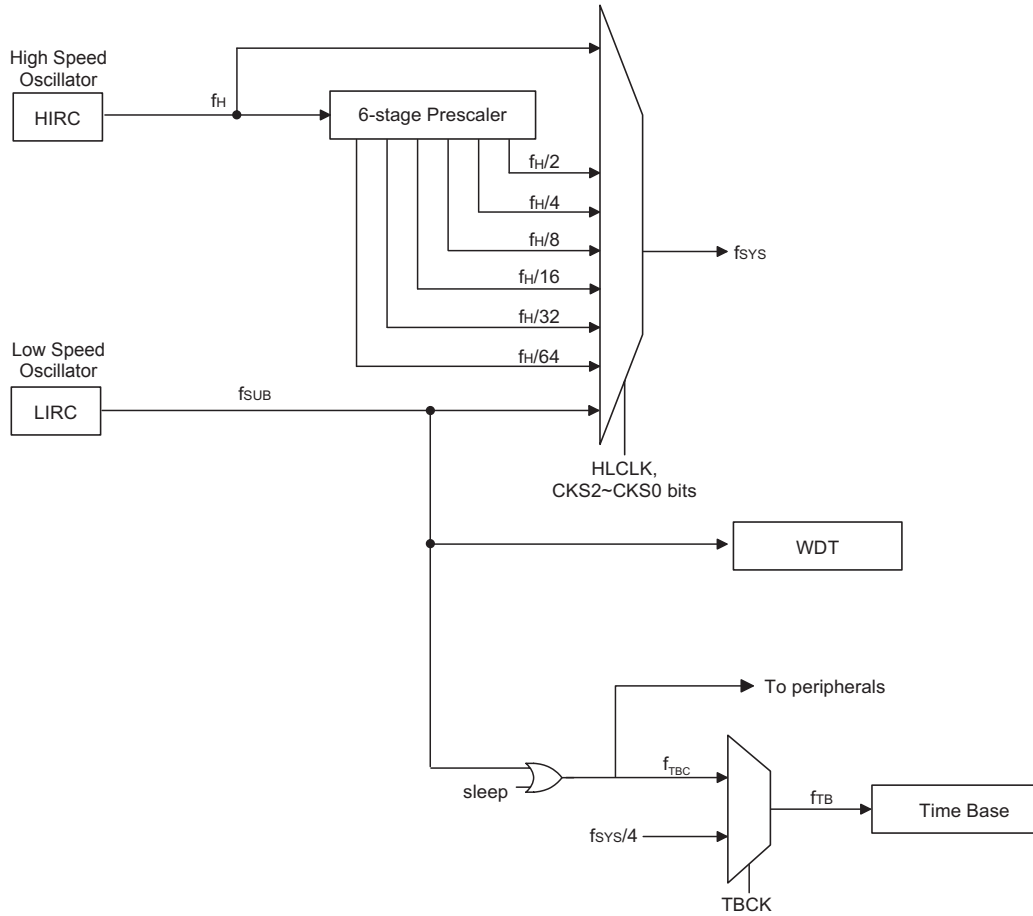 High Speed
Oscillator
HIRC
fH
6-stage Prescaler
fH/2
fH/4
fH/8
fH/16
fH/32
fH/64
fSYS
Low Speed
Oscillator
LIRC
fSUB
HLCLK,
CKS2~CKS0 bits
WDT
To peripherals
sleep
fTBC
fSYS/4
fTB
Time Base
TBCK